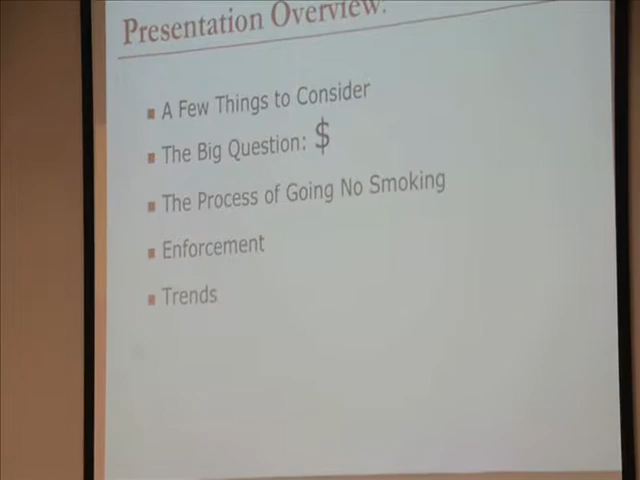 Presentation Overview:
A Few Things to Consider
The Big Question: $
The Process of Going No Smoking
Enforcement
Trends